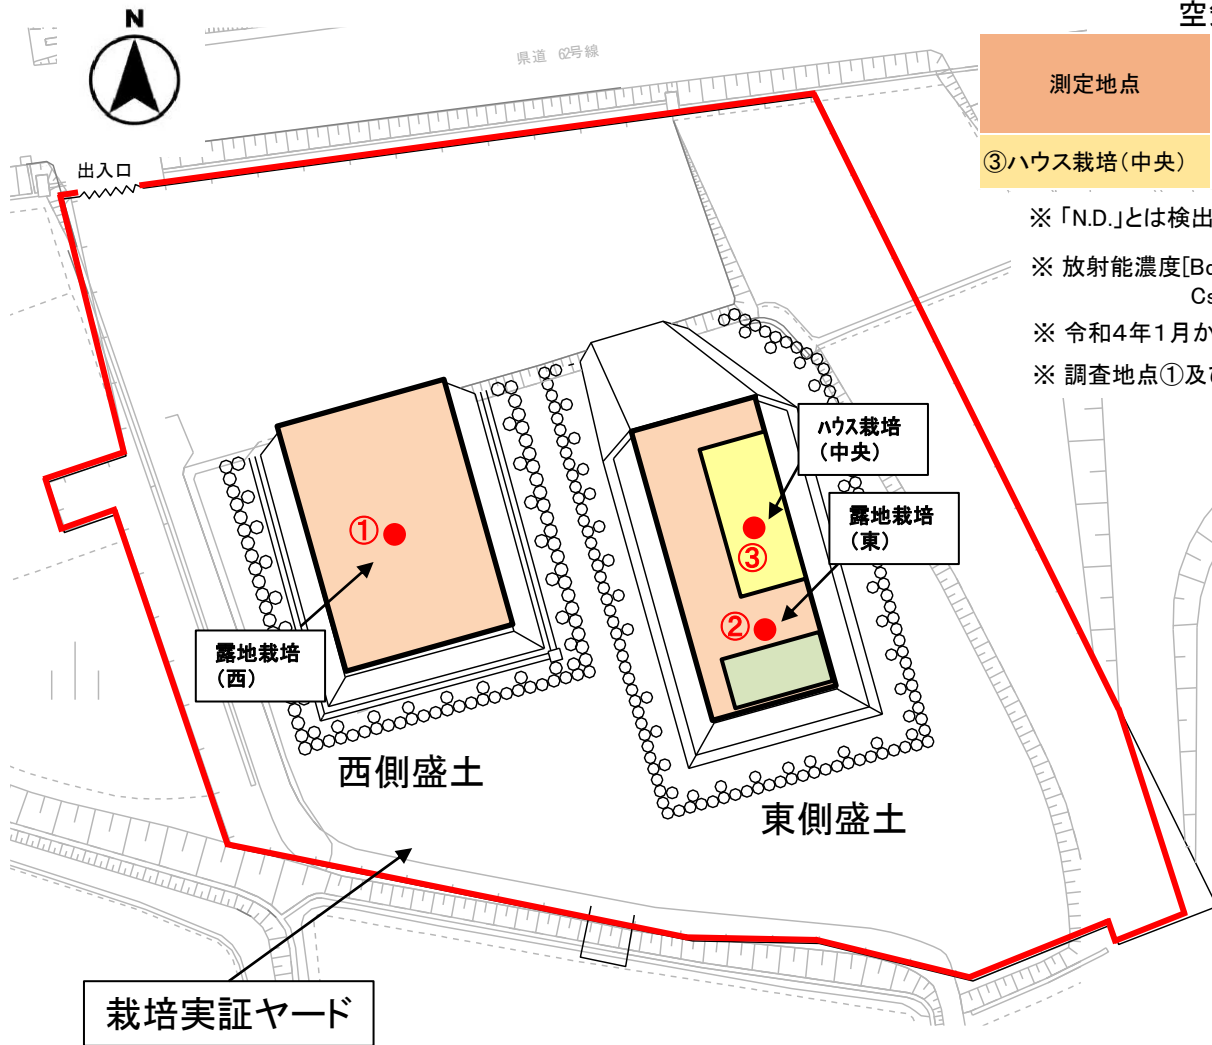 N
空
県道 62号線
測定地点
出入口
③ハウス栽培(中央)
※「N.D.」とは検出
※ 放射能濃度[Bq
Cs
※ 令和4年1月か
※ 調査地点①及び
ハウス栽培
(中央)
露地栽培
(東)
①
③
②
露地栽培
(西)
西側盛土
東側盛土
栽培実証ヤード